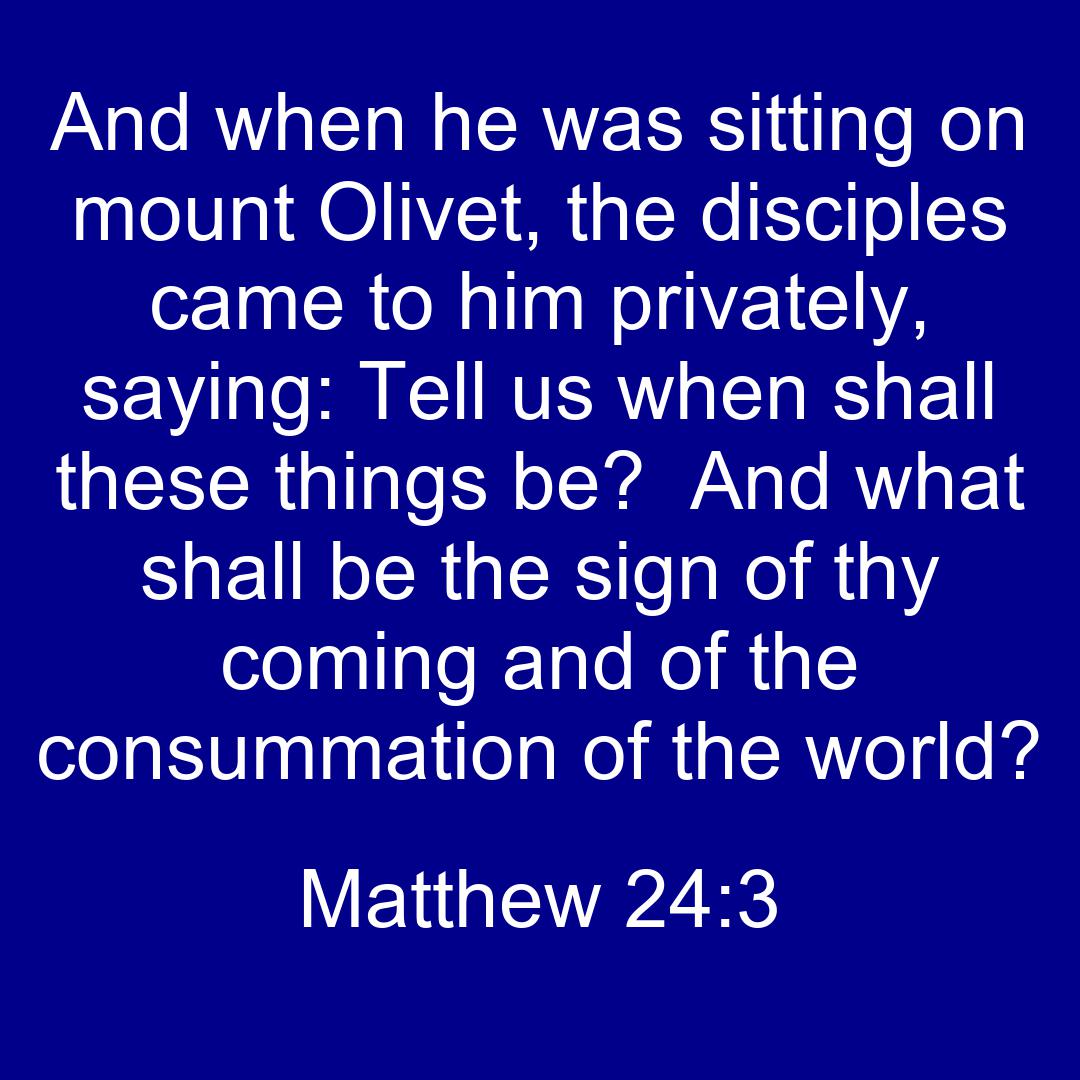 And when he was sitting on
mount Olivet, the disciples
came to him privately,
saying: Tell us when shall
these things be?  And what
shall be the sign of thy
coming and of the
consummation of the world?
Matthew 24:3